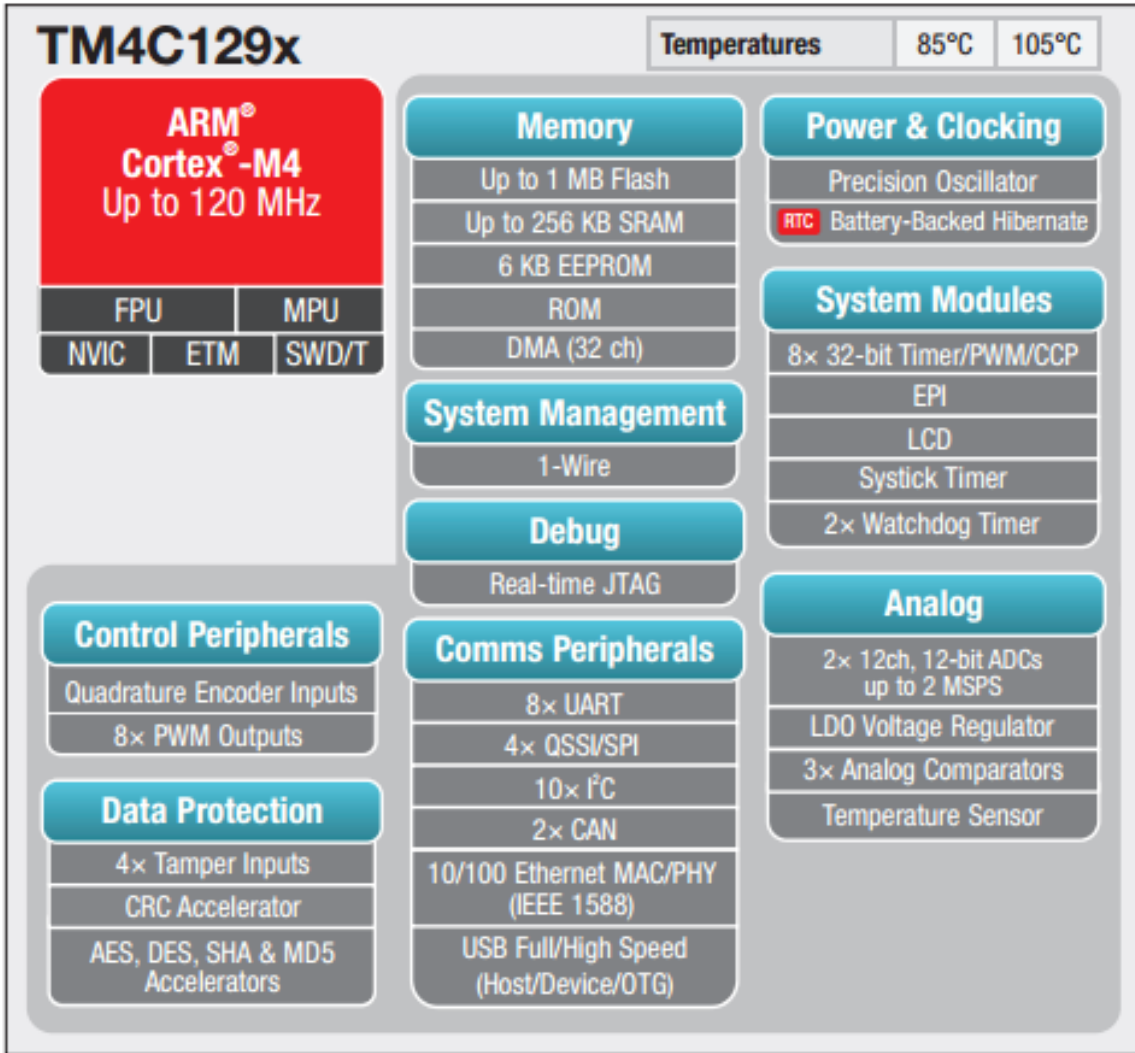 TM4C129x
Temperatures 85°C 105°C
ARM®
Cortex®-M4
Up to 120 MHz
FPU MPU
NVIC ETM SWD/T
Memory
Up to 1 MB Flash
Up to 256 KB SRAM
6 KB EEPROM
ROM
DMA (32 ch)
System Management
1-Wire
Debug
Real-time JTAG
Power & Clocking
Precision Oscillator
RTC Battery-Backed Hibernate
System Modules
8× 32-bit Timer/PWM/CCP
EPI
LCD
Systick Timer
2× Watchdog Timer
Control Peripherals
Quadrature Encoder Inputs
8× PWM Outputs
Data Protection
4× Tamper Inputs
CRC Accelerator
AES, DES, SHA & MD5
Accelerators
Comms Peripherals
8× UART
4× QSSI/SPI
10× I²C
2× CAN
10/100 Ethernet MAC/PHY
(IEEE 1588)
USB Full/High Speed
(Host/Device/OTG)
Analog
2× 12ch, 12-bit ADCs
up to 2 MSPS
LDO Voltage Regulator
3× Analog Comparators
Temperature Sensor